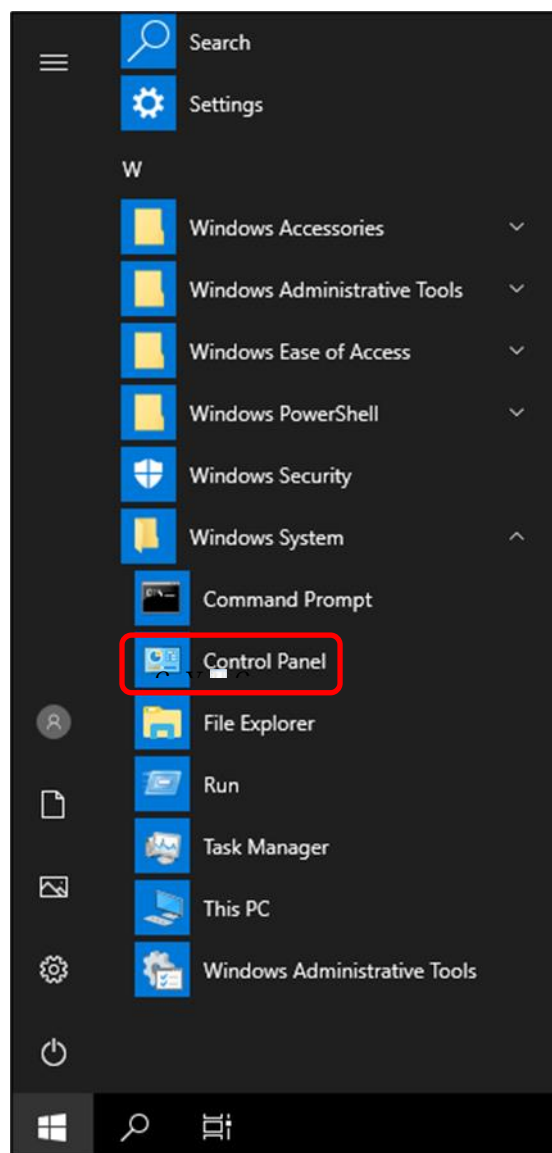 Search
Settings
W
Windows Accessories
Windows Administrative Tools
Windows Ease of Access
Windows PowerShell
Windows Security
Windows System
Command Prompt
Control Panel
File Explorer
Run
Task Manager
This PC
Windows Administrative Tools